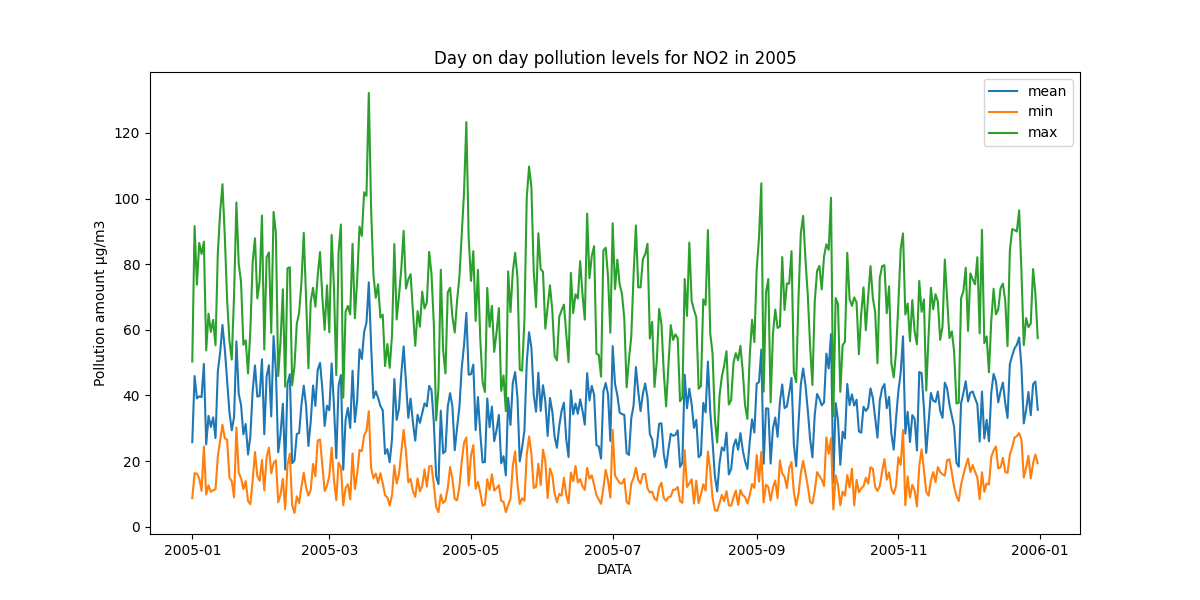 Day on day pollution levels for NO2 in 2005
mean
min
max
Pollution amount µg/m3
120
100
80
60
40
20
0
2005-01 2005-03 2005-05 2005-07 2005-09 2005-11 2006-01
DATA